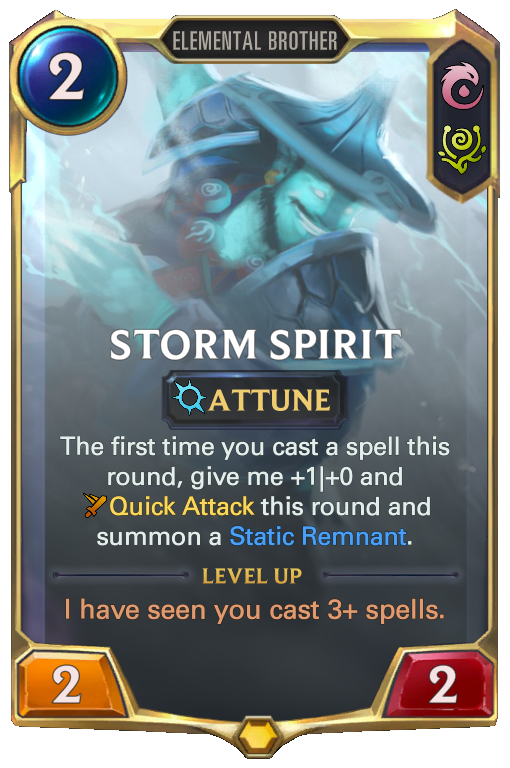 ELEMENTAL BROTHER
2
STORM SPIRIT
ATTUNE
The first time you cast a spell this
round, give me +1|+0 and
Quick Attack this round and
summon a Static Remnant.
LEVEL UP
I have seen you cast 3+ spells.
2
2